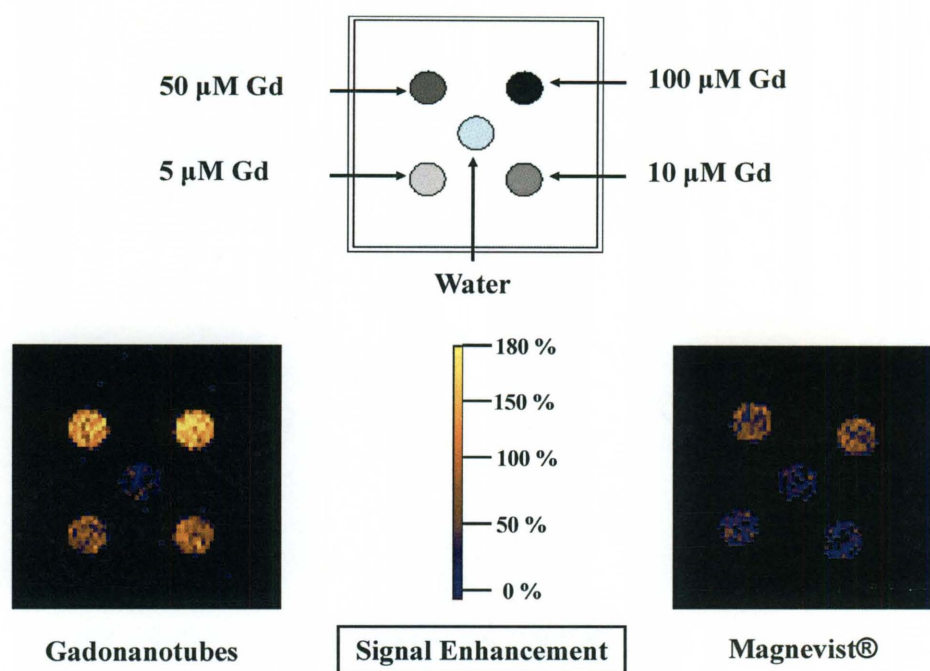 50 µM Gd
100 µM Gd
5 µM Gd
10 µM Gd
Water
180 %
150 %
100 %
50 %
0 %
Gadonanotubes
Signal Enhancement
Magnevist®